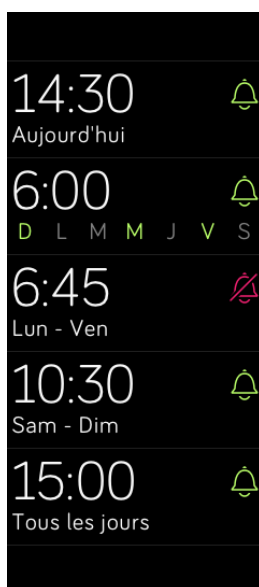 14:30
Aujourd'hui
6:00
D L M M J V S
6:45
Lun - Ven
10:30
Sam - Dim
15:00
Tous les jours